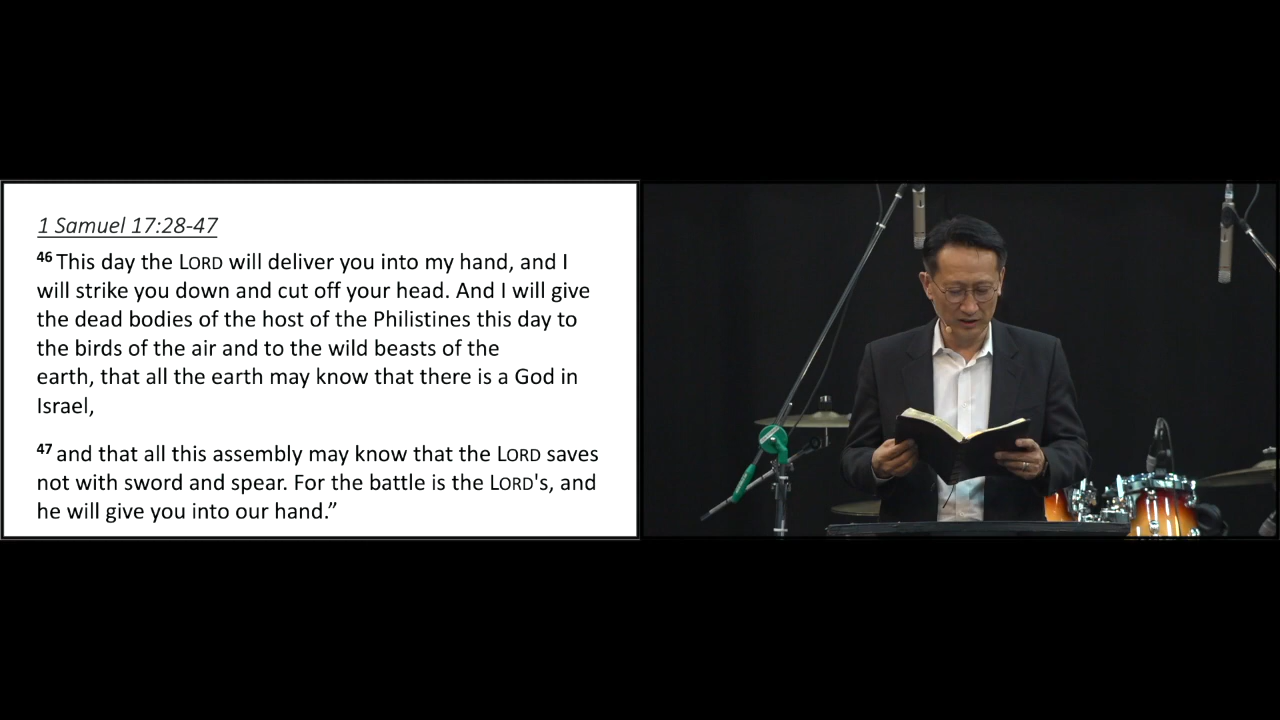 1 Samuel 17:28-47
46 This day the LORD will deliver you into my hand, and I
will strike you down and cut off your head. And I will give
the dead bodies of the host of the Philistines this day to
the birds of the air and to the wild beasts of the
earth, that all the earth may know that there is a God in
Israel,
47 and that all this assembly may know that the LORD saves
not with sword and spear. For the battle is the LORD's, and
he will give you into our hand.”